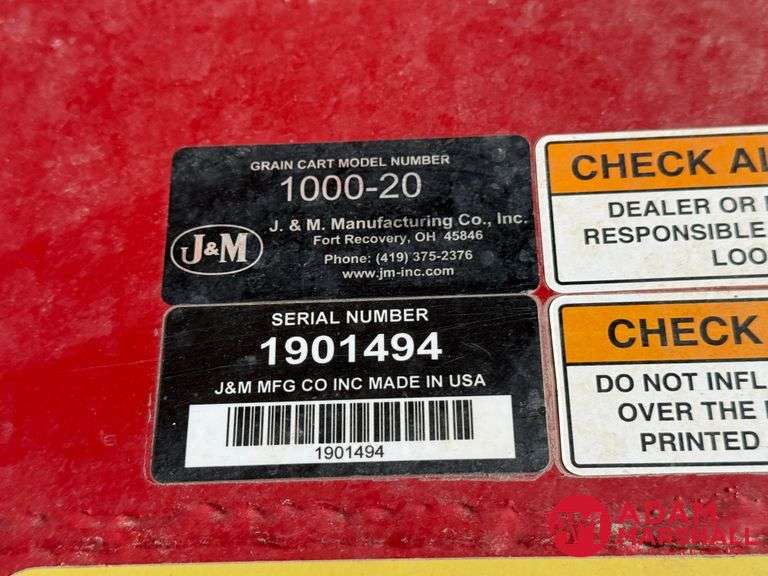 GRAIN CART MODEL NUMBER
1000-20
J&M
J. & M. Manufacturing Co., Inc.
Fort Recovery, OH 45846
Phone: (419) 375-2376
www.jm-inc.com
SERIAL NUMBER
1901494
J&M MFG CO INC MADE IN USA
1901494
CHECK
DEALER OR
RESPONSIBLE
CHECK
DO NOT
OVER THE
PRINTED
ADAM
MARSHALL